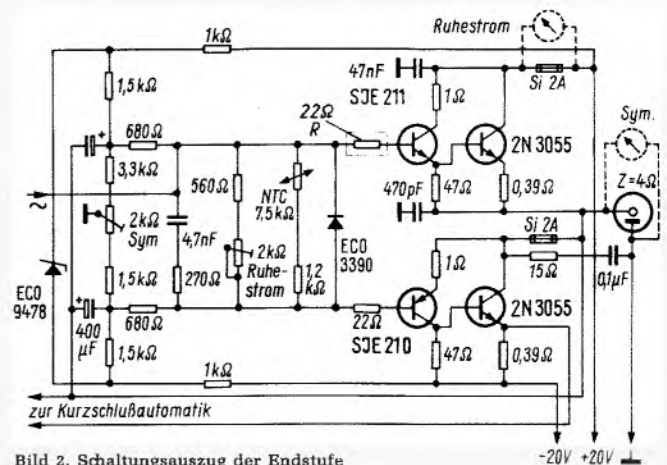 Ruhestrom
1kΩ
47nF
Si 2A
SJE 211
1,5kΩ
1Ω
22Ω
R
Sym.
2N 3055
680Ω
+
3,3kΩ
560Ω
NTC
7,5kΩ
470pF
47Ω
0,39Ω
Z=4Ω
~
2kΩ
Sym
4,7nF
2kΩ
Ruhe-
strom
ECO
3390
Si 2A
1Ω
15Ω
0,1µF
ECO
9478
1,5kΩ
270Ω
1,2
kΩ
2N 3055
+
400
µF
680Ω
22Ω
SJE 210
47Ω
0,39Ω
1,5kΩ
1kΩ
zur Kurzschlußautomatik
-20V +20V
Bild 2. Schaltungsauszug der Endstufe